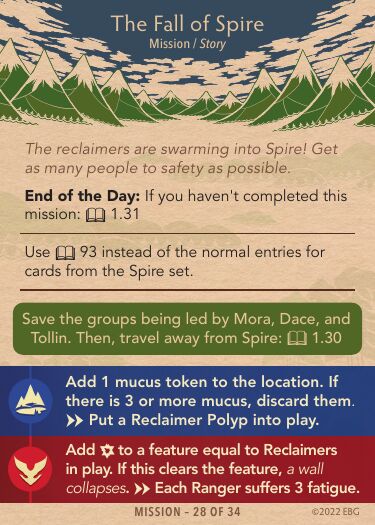 The Fall of Spire
Mission / Story
The reclaimers are swarming into Spire! Get
as many people to safety as possible.
End of the Day: If you haven't completed this
mission: 1.31
Use 93 instead of the normal entries for
cards from the Spire set.
Save the groups being led by Mora, Dace, and
Tollin. Then, travel away from Spire: 1.30
Add 1 mucus token to the location. If
there is 3 or more mucus, discard them.
Put a Reclaimer Polyp into play.
Add to a feature equal to Reclaimers
in play. If this clears the feature, a wall
collapses. Each Ranger suffers 3 fatigue.
MISSION – 28 OF 34
©2022 EBG